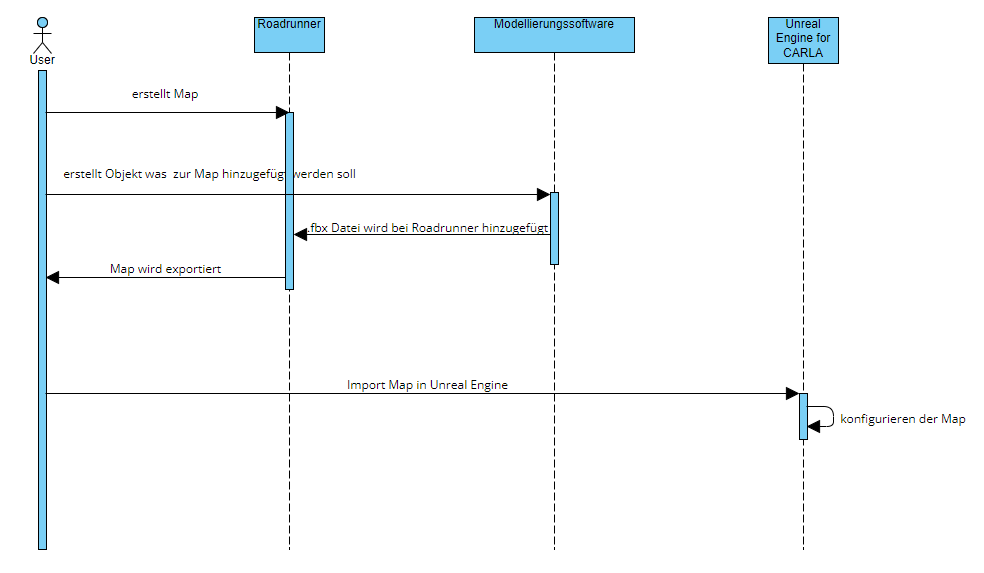 User
Roadrunner
Modellierungssoftware
Unreal
Engine for
CARLA
erstellt Map
erstellt Objekt was  zur Map hinzugefügt werden soll
.fbx Datei wird bei Roadrunner hinzugefügt
Map wird exportiert
Import Map in Unreal Engine
konfigurieren der Map